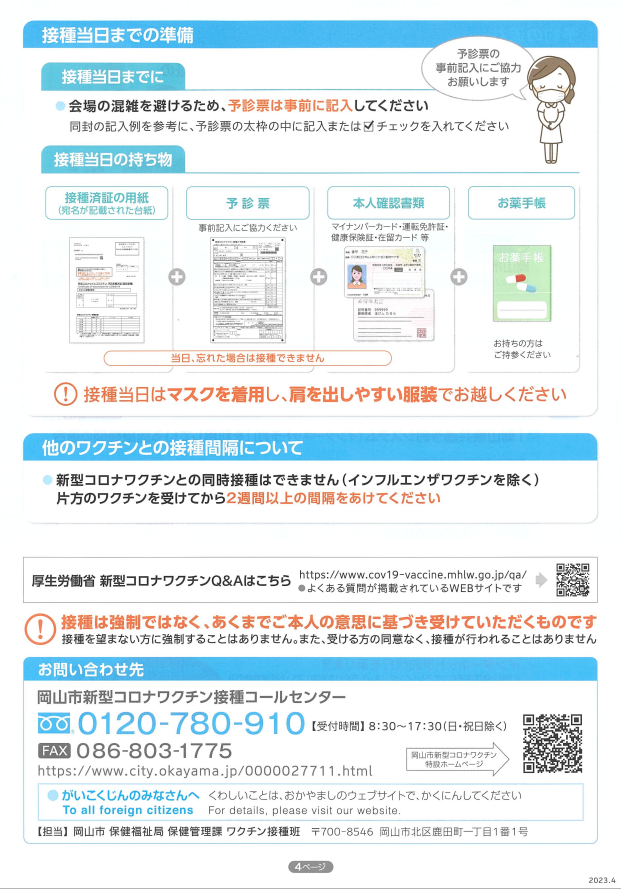 接種当日までの準備
予診票の
事前記入にご協力
お願いします
接種当日までに
● 会場の混雑を避けるため、予診票は事前に記入してください
同封の記入例を参考に、予診票の太枠の中に記入または☑チェックを入れてください
接種当日の持ち物
接種済証の用紙
(宛名が記載された台紙)
予診票
事前記入にご協力ください
本人確認書類
マイナンバーカード・運転免許証・
健康保険証・在留カード 等
お薬手帳
お薬手帳
お持ちの方は
ご持参ください
当日、忘れた場合は接種できません
! 接種当日はマスクを着用し、肩を出しやすい服装でお越しください
他のワクチンとの接種間隔について
● 新型コロナワクチンとの同時接種はできません(インフルエンザワクチンを除く)
片方のワクチンを受けてから2週間以上の間隔をあけてください
厚生労働省 新型コロナワクチンQ&Aはこちら
https://www.cov19-vaccine.mhlw.go.jp/qa/
●よくある質問が掲載されているWEBサイトです
! 接種は強制ではなく、あくまでご本人の意思に基づき受けていただくものです
接種を望まない方に強制することはありません。また、受ける方の同意なく、接種が行われることはありません
お問い合わせ先
岡山市新型コロナワクチン接種コールセンター
0120-780-910【受付時間】8:30〜17:30(日・祝日除く)
FAX 086-803-1775
https://www.city.okayama.jp/0000027711.html
岡山市新型コロナワクチン
特設ホームページ
● がいこくじんのみなさんへ くわしいことは、おかやましのウェブサイトで、かくにんしてください
To all foreign citizens For details, please visit our website.
【担当】岡山市 保健福祉局 保健管理課 ワクチン接種班 〒700-8546 岡山市北区鹿田町一丁目1番1号
4ページ
2023.4